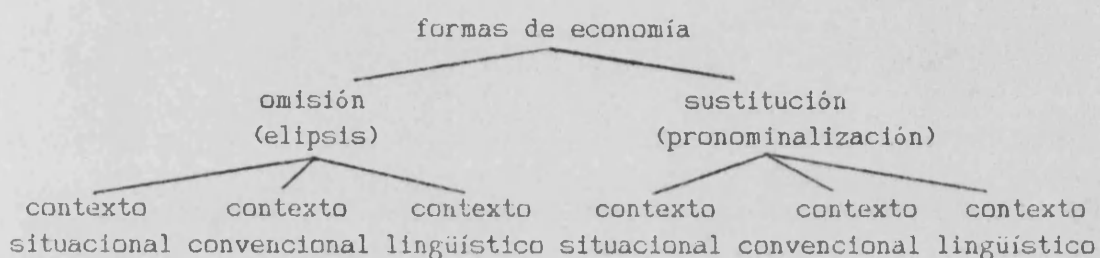 formas de economía
omisión sustitución
(elipsis) (pronominalización)
contexto contexto contexto contexto contexto contexto
situacional convencional lingüístico situacional convencional lingüístico